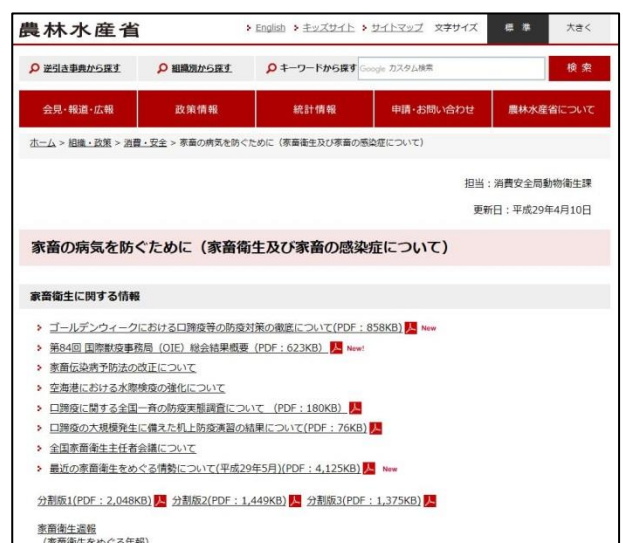 農林水産省
English キッズサイト サイトマップ 文字サイズ 標準 大きく
逆引き事典から探す 組織別から探す キーワードから探す Google カスタム検索 検索
会見・報道・広報 政策情報 統計情報 申請・お問い合わせ 農林水産省について
ホーム > 組織・政策 > 消費・安全 > 家畜の病気を防ぐために（家畜衛生及び家畜の感染症について）
担当：消費安全局動物衛生課
更新日：平成29年4月10日
家畜の病気を防ぐために（家畜衛生及び家畜の感染症について）
家畜衛生に関する情報
ゴールデンウィークにおける口蹄疫等の防疫対策の徹底について(PDF：858KB) New
第84回 国際獣疫事務局（OIE）総会結果概要（PDF：623KB） New!
家畜伝染病予防法の改正について
空海港における水際検疫の強化について
口蹄疫に関する全国一斉の防疫実態調査について （PDF：180KB）
口蹄疫の大規模発生に備えた机上防疫演習の結果について(PDF：76KB)
全国家畜衛生主任者会議について
最近の家畜衛生をめぐる情勢について(平成29年5月)(PDF：4,125KB) New
分割版1(PDF：2,048KB) 分割版2(PDF：1,449KB) 分割版3(PDF：1,375KB)
家畜衛生週報
（家畜衛生をめぐる年報）